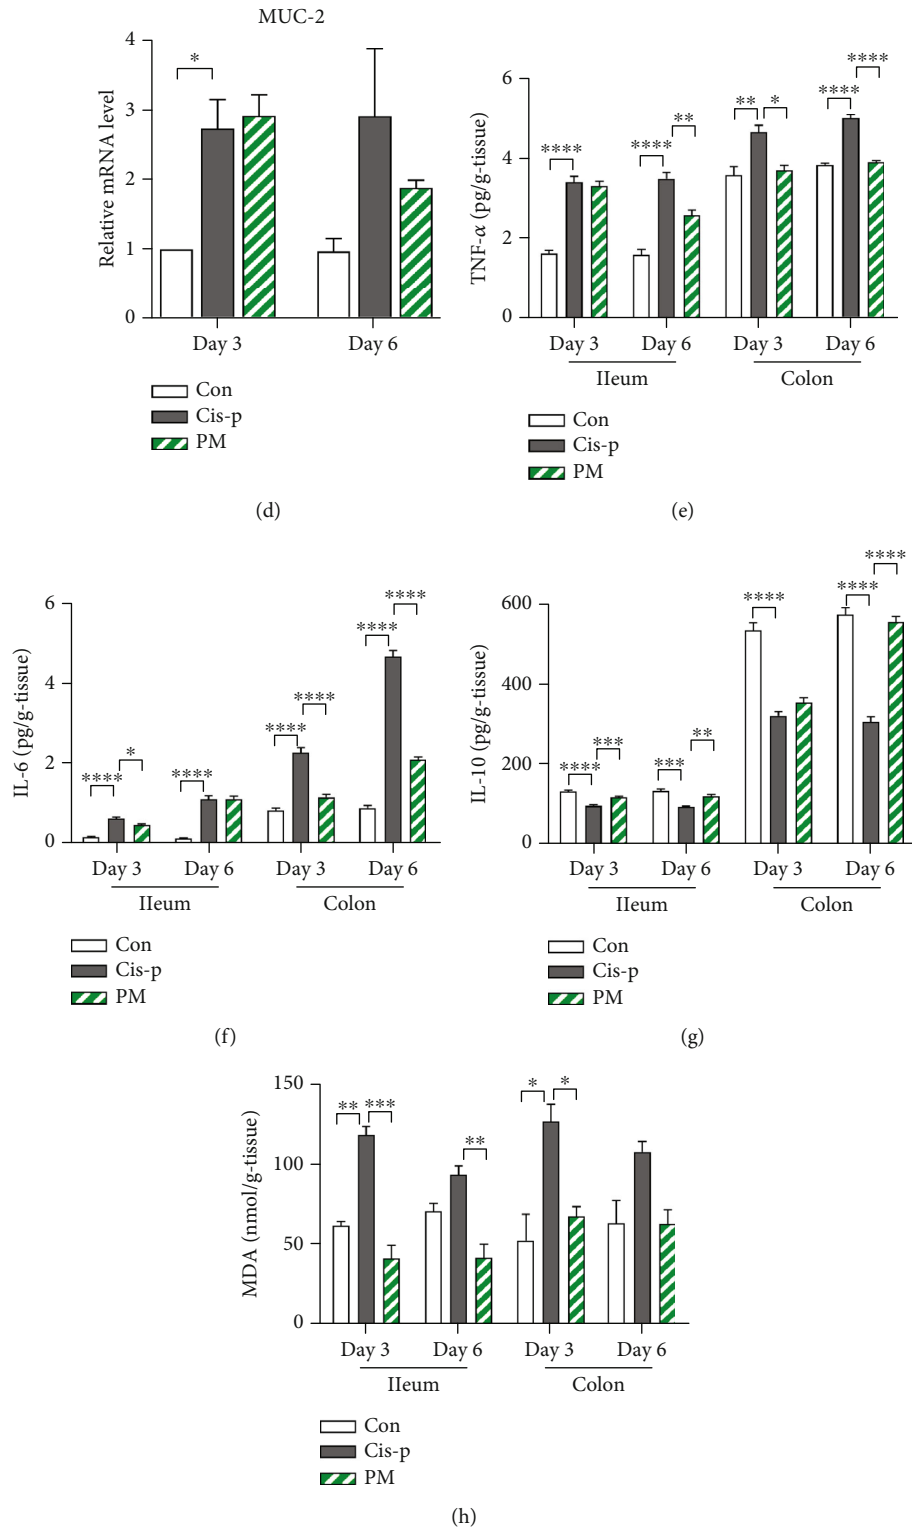 MUC-2
*
4
3
2
1
0
Relative mRNA level
Day 3 Day 6
Con
Cis-p
PM
(d)
**** **** ** ** * **** ****
6
4
2
0
TNF-α (pg/g-tissue)
Day 3 Day 6 Day 3 Day 6
IIeum Colon
Con
Cis-p
PM
(e)
**** * **** **** **** **** ****
6
4
2
0
IL-6 (pg/g-tissue)
Day 3 Day 6 Day 3 Day 6
IIeum Colon
Con
Cis-p
PM
(f)
**** *** *** ** **** **** ****
600
400
200
0
IL-10 (pg/g-tissue)
Day 3 Day 6 Day 3 Day 6
IIeum Colon
Con
Cis-p
PM
(g)
** *** ** * *
150
100
50
0
MDA (nmol/g-tissue)
Day 3 Day 6 Day 3 Day 6
IIeum Colon
Con
Cis-p
PM
(h)